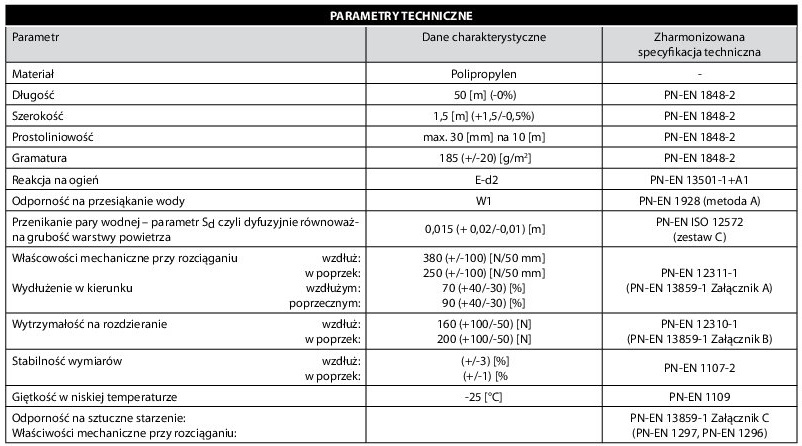 PARAMETRY TECHNICZNE
Parametr Dane charakterystyczne Zharmonizowana
specyfikacja techniczna
Materiał Polipropylen -
Długość 50 [m] (-0%) PN-EN 1848-2
Szerokość 1,5 [m] (+1,5/-0,5%) PN-EN 1848-2
Prostoliniowość max. 30 [mm] na 10 [m] PN-EN 1848-2
Gramatura 185 (+/-20) [g/m²] PN-EN 1848-2
Reakcja na ogień E-d2 PN-EN 13501-1+A1
Odporność na przesiąkanie wody W1 PN-EN 1928 (metoda A)
Przenikanie pary wodnej – parametr Sd czyli dyfuzyjnie równoważ-
na grubość warstwy powietrza 0,015 (+ 0,02/-0,01) [m] PN-EN ISO 12572
(zestaw C)
Właścowości mechaniczne przy rozciąganiu wzdłuż: 380 (+/-100) [N/50 mm]
w poprzek: 250 (+/-100) [N/50 mm] PN-EN 12311-1
Wydłużenie w kierunku wzdłużym: 70 (+40/-30) [%] (PN-EN 13859-1 Załącznik A)
poprzecznym: 90 (+40/-30) [%]
Wytrzymałość na rozdzieranie wzdłuż: 160 (+100/-50) [N] PN-EN 12310-1
w poprzek: 200 (+100/-50) [N] (PN-EN 13859-1 Załącznik B)
Stabilność wymiarów wzdłuż: (+/-3) [%] PN-EN 1107-2
w poprzek: (+/-1) [%
Giętkość w niskiej temperaturze -25 [°C] PN-EN 1109
Odporność na sztuczne starzenie: PN-EN 13859-1 Załącznik C
Właściwości mechaniczne przy rozciąganiu: (PN-EN 1297, PN-EN 1296)